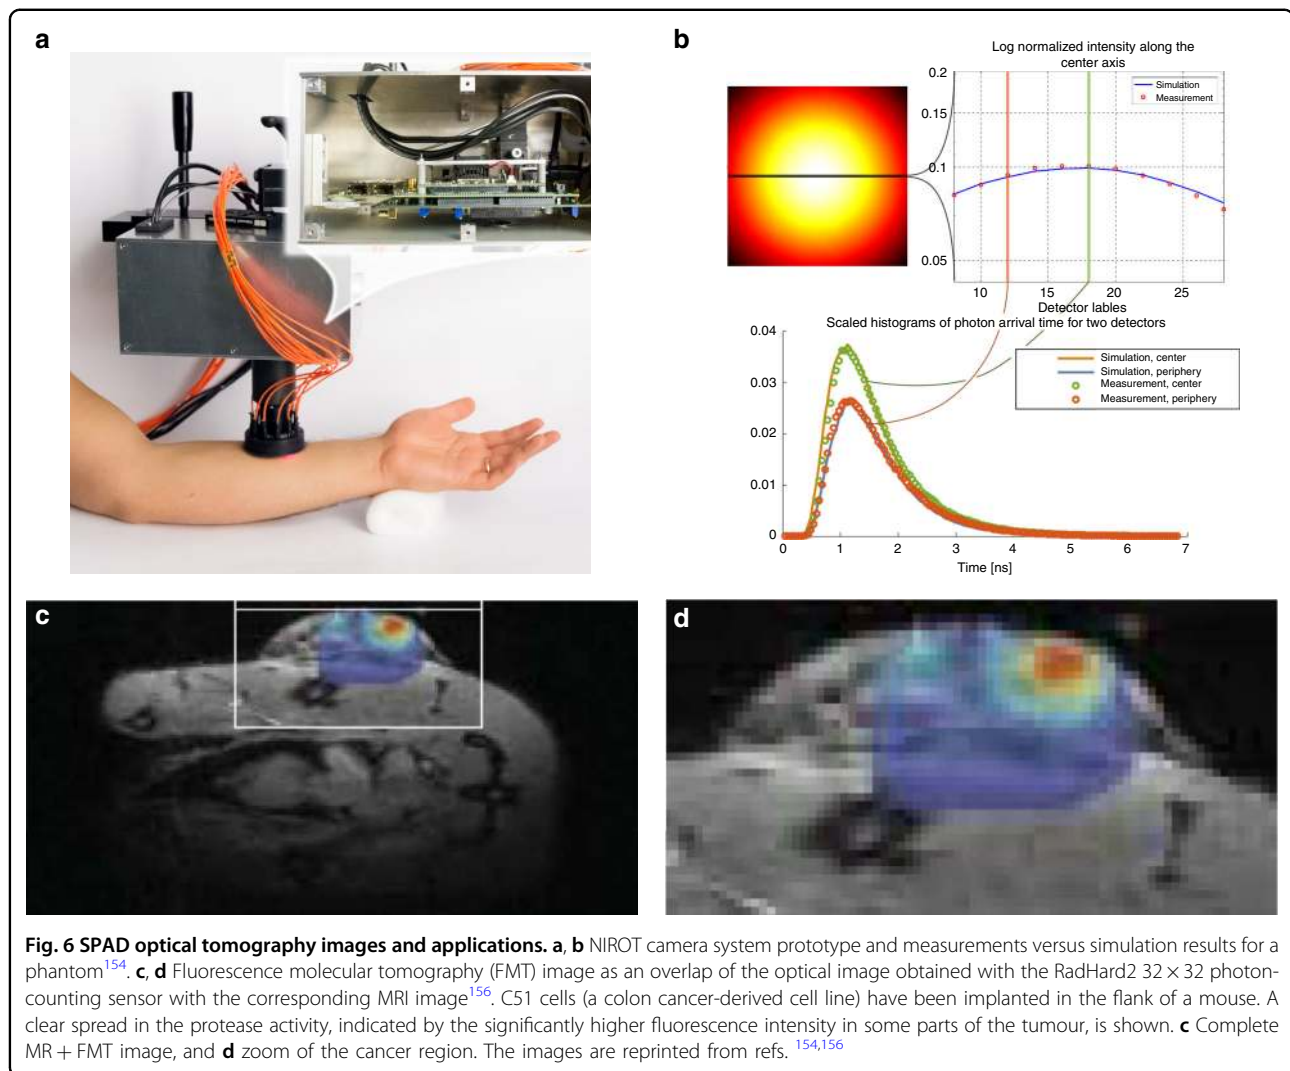 a
b
Log normalized intensity along the
center axis
0.2
0.15
0.1
0.05
Simulation
Measurement
10
15
20
25
Detector lables
Scaled histograms of photon arrival time for two detectors
0.04
0.03
0.02
0.01
0
Simulation, center
Simulation, periphery
Measurement, center
Measurement, periphery
0
1
2
3
4
5
6
7
Time [ns]
c
d
Fig. 6 SPAD optical tomography images and applications. a, b NIROT camera system prototype and measurements versus simulation results for a
phantom154. c, d Fluorescence molecular tomography (FMT) image as an overlap of the optical image obtained with the RadHard2 32 × 32 photon-
counting sensor with the corresponding MRI image156. C51 cells (a colon cancer-derived cell line) have been implanted in the flank of a mouse. A
clear spread in the protease activity, indicated by the significantly higher fluorescence intensity in some parts of the tumour, is shown. c Complete
MR + FMT image, and d zoom of the cancer region. The images are reprinted from refs. 154,156